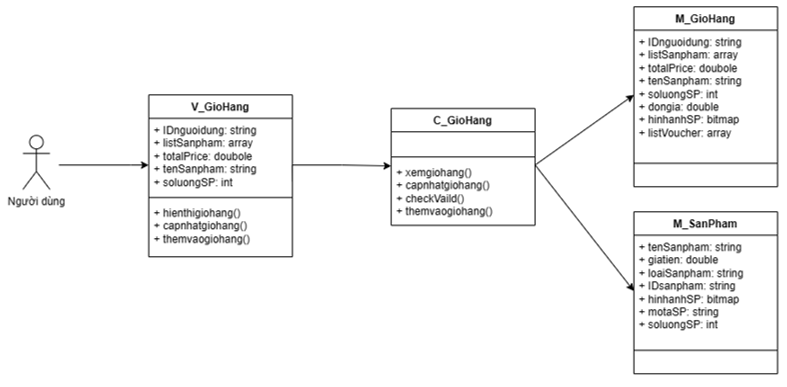 Người dùng
V_GioHang
+ IDnguoidung: string
+ listSanpham: array
+ totalPrice: doubole
+ tenSanpham: string
+ soluongSP: int
+ hienthigiohang()
+ capnhatgiohang()
+ themvaogiohang()
C_GioHang
+ xemgiohang()
+ capnhatgiohang()
+ checkVaild()
+ themvaogiohang()
M_GioHang
+ IDnguoidung: string
+ listSanpham: array
+ totalPrice: doubole
+ tenSanpham: string
+ soluongSP: int
+ dongia: double
+ hinhanhSP: bitmap
+ listVoucher: array
M_SanPham
+ tenSanpham: string
+ giatien: double
+ loaiSanpham: string
+ IDsanpham: string
+ hinhanhSP: bitmap
+ motaSP: string
+ soluongSP: int